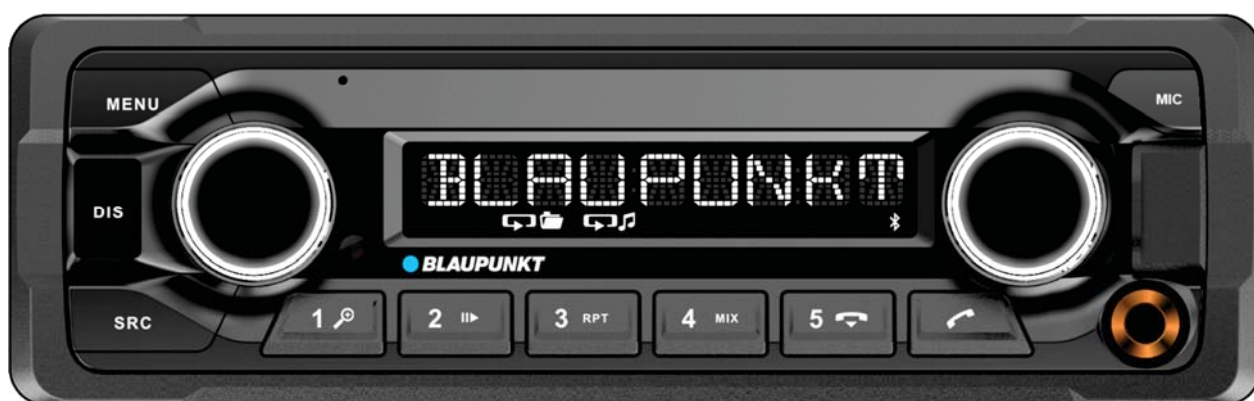 MENU
MIC
BLAUPUNKT
DIS
BLAUPUNKT
SRC
1
2
3 RPT
4 MIX
5